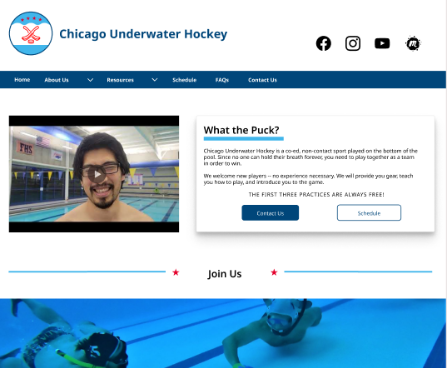 Chicago Underwater Hockey
Home About Us Resources Schedule FAQs Contact Us
What the Puck?
Chicago Underwater Hockey is a co-ed, non-contact sport played on the bottom of the
pool. Since no one can hold their breath forever, you need to play together as a team
in order to win.
We welcome new players -- no experience necessary. We will provide you gear, teach
you how to play, and introduce you to the game.
THE FIRST THREE PRACTICES ARE ALWAYS FREE!
Contact Us Schedule
Join Us